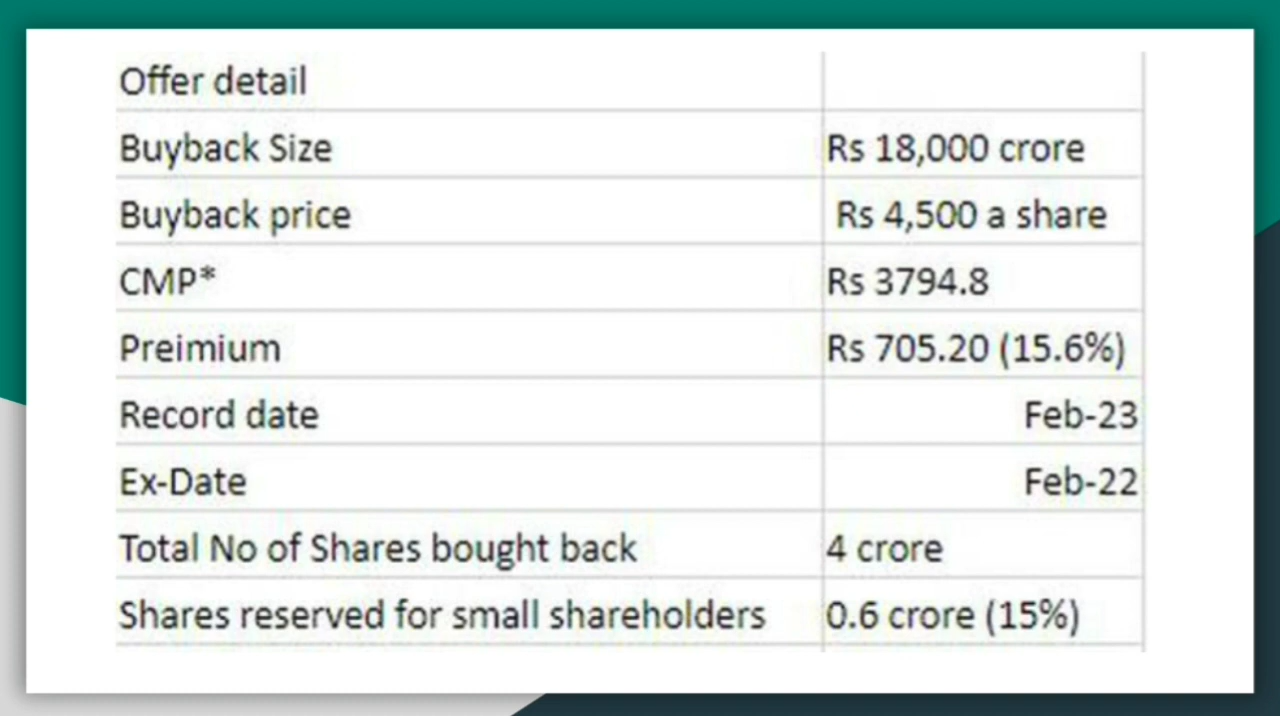 Offer detail
Buyback Size Rs 18,000 crore
Buyback price Rs 4,500 a share
CMP* Rs 3794.8
Preimium Rs 705.20 (15.6%)
Record date Feb-23
Ex-Date Feb-22
Total No of Shares bought back 4 crore
Shares reserved for small shareholders 0.6 crore (15%)